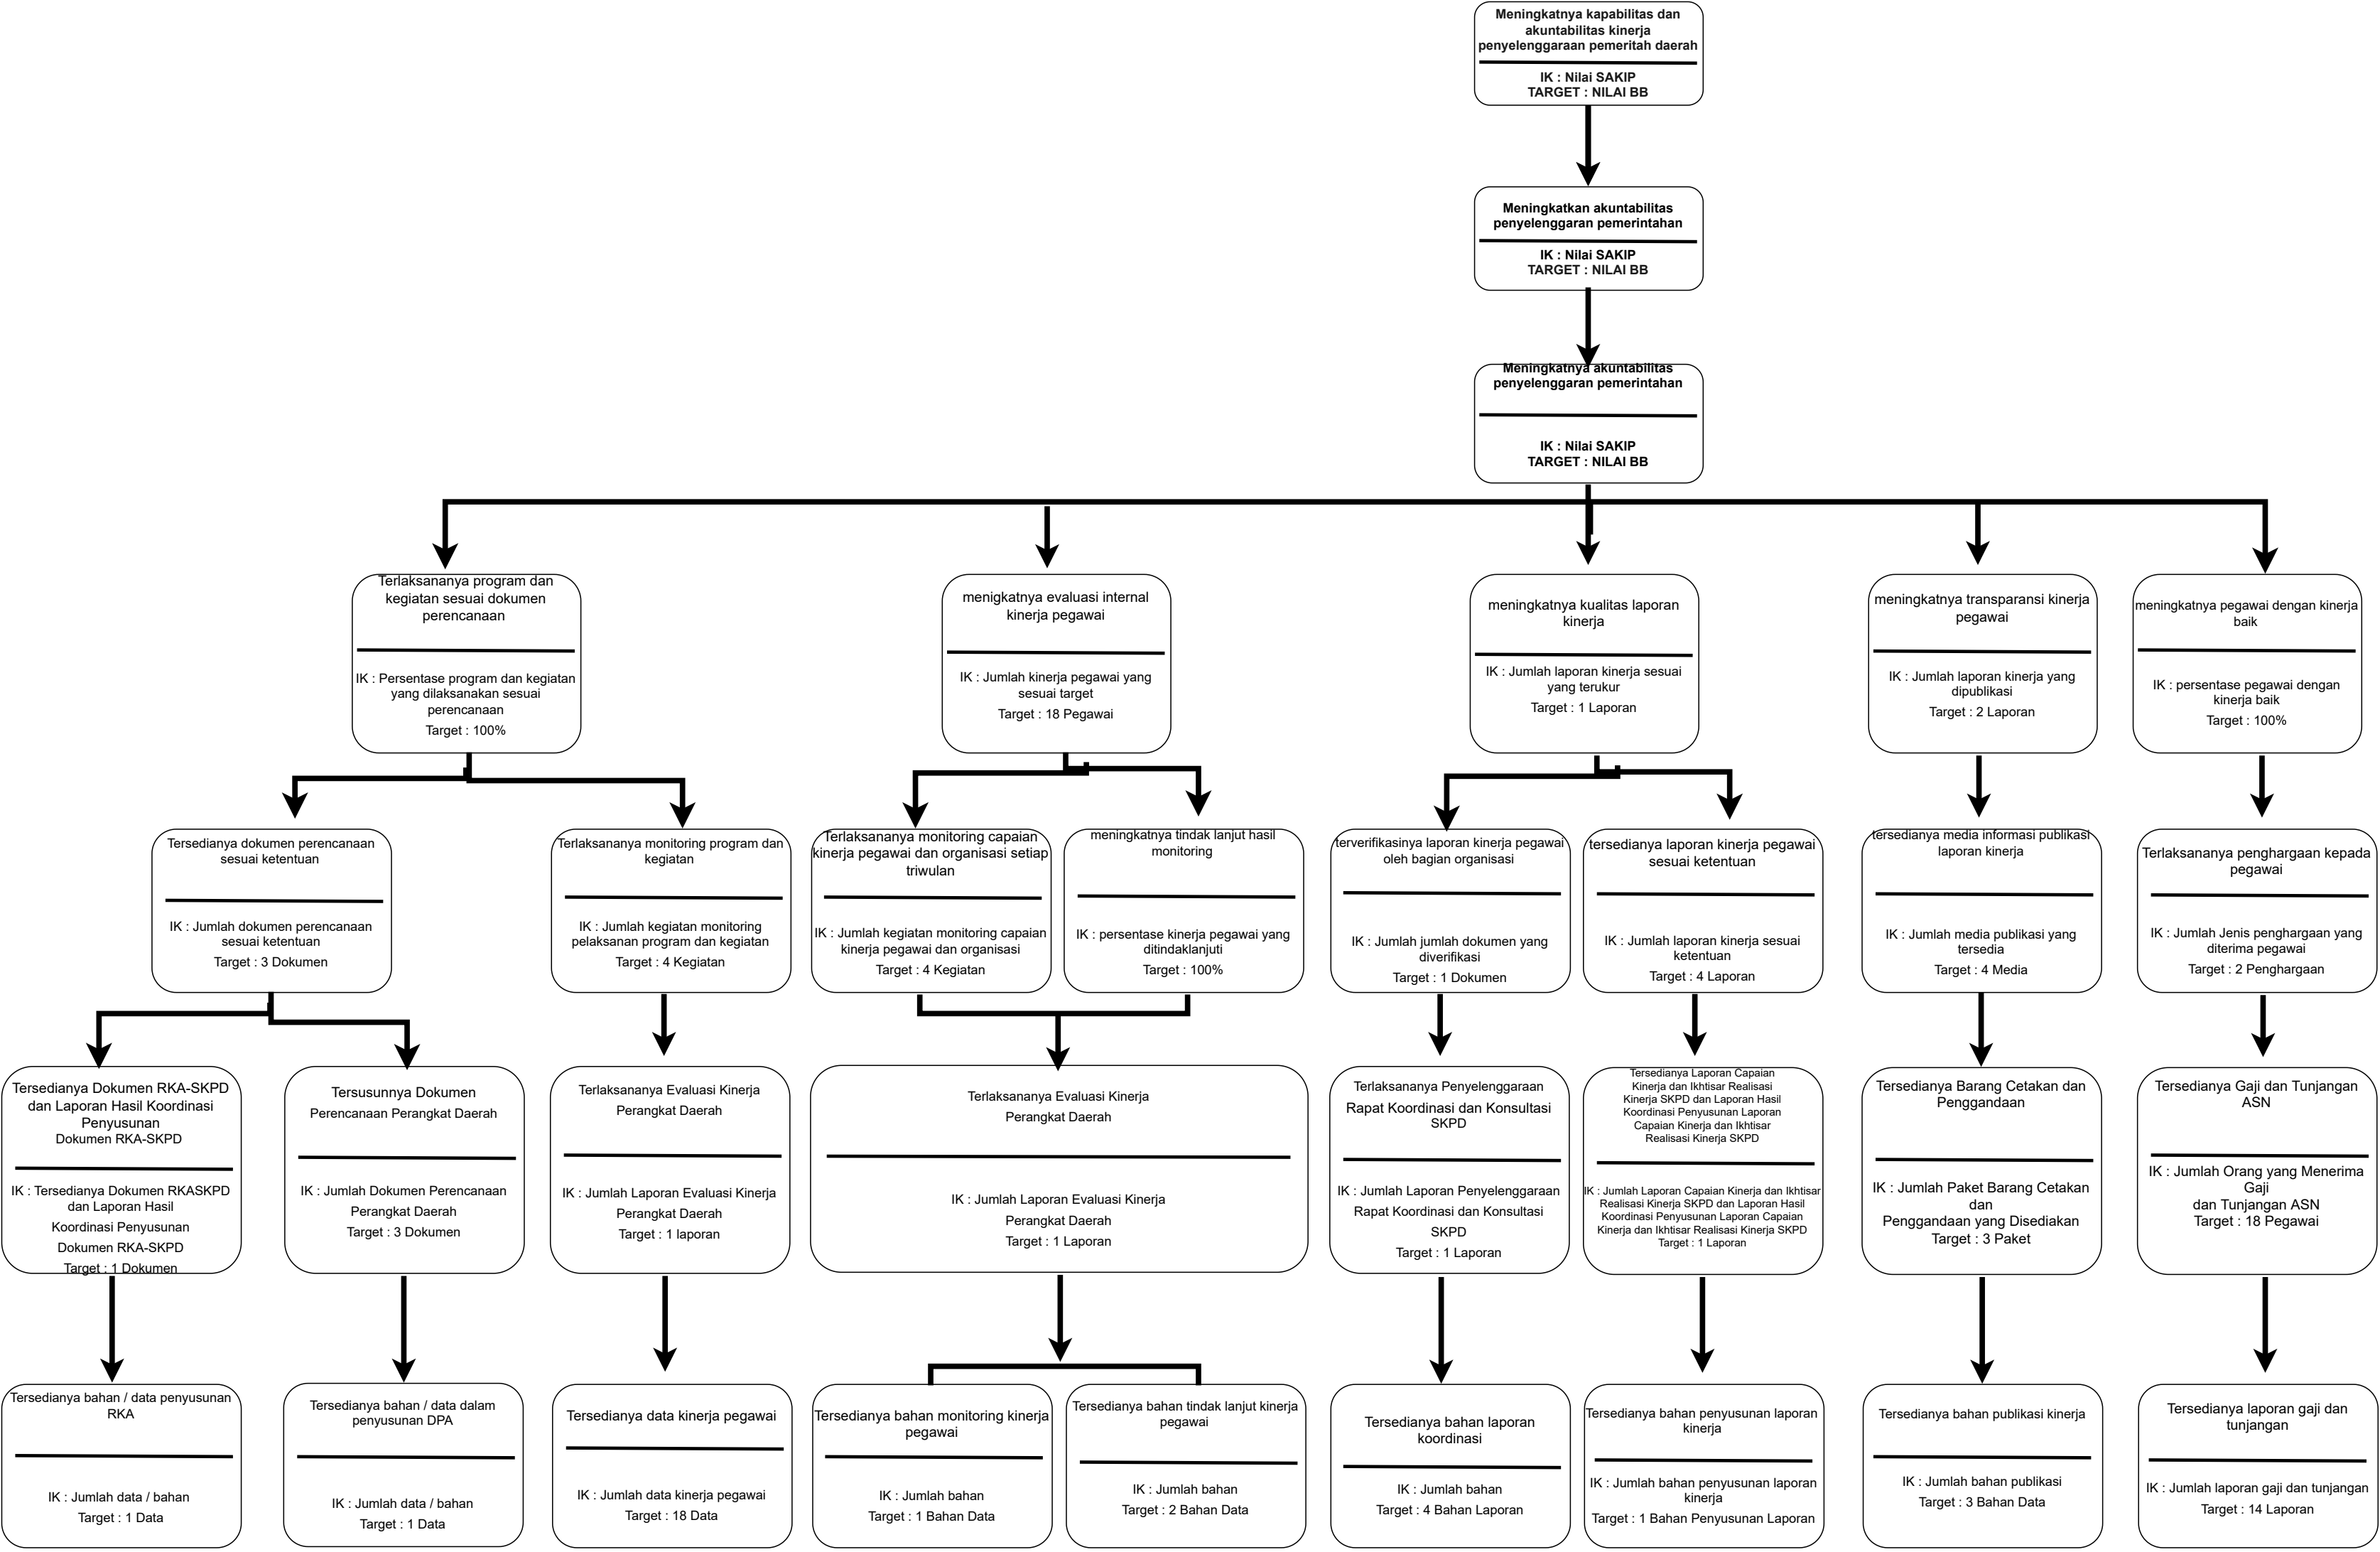 Meningkatnya kapabilitas dan
akuntabilitas kinerja
penyelenggaraan pemeritah daerah
IK : Nilai SAKIP
TARGET : NILAI BB
Meningkatkan akuntabilitas
penyelenggaran pemerintahan
IK : Nilai SAKIP
TARGET : NILAI BB
Meningkatnya akuntabilitas
penyelenggaran pemerintahan
IK : Nilai SAKIP
TARGET : NILAI BB
Terlaksananya program dan
kegiatan sesuai dokumen
perencanaan
IK : Persentase program dan kegiatan
yang dilaksanakan sesuai
perencanaan
Target : 100%
menigkatnya evaluasi internal
kinerja pegawai
IK : Jumlah kinerja pegawai yang
sesuai target
Target : 18 Pegawai
meningkatnya kualitas laporan
kinerja
IK : Jumlah laporan kinerja sesuai
yang terukur
Target : 1 Laporan
meningkatnya transparansi kinerja
pegawai
IK : Jumlah laporan kinerja yang
dipublikasi
Target : 2 Laporan
meningkatnya pegawai dengan kinerja
baik
IK : persentase pegawai dengan
kinerja baik
Target : 100%
Tersedianya dokumen perencanaan
sesuai ketentuan
IK : Jumlah dokumen perencanaan
sesuai ketentuan
Target : 3 Dokumen
Terlaksananya monitoring program dan
kegiatan
IK : Jumlah kegiatan monitoring
pelaksanan program dan kegiatan
Target : 4 Kegiatan
Terlaksananya monitoring capaian
kinerja pegawai dan organisasi setiap
triwulan
IK : Jumlah kegiatan monitoring capaian
kinerja pegawai dan organisasi
Target : 4 Kegiatan
meningkatnya tindak lanjut hasil
monitoring
IK : persentase kinerja pegawai yang
ditindaklanjuti
Target : 100%
terverifikasinya laporan kinerja pegawai
oleh bagian organisasi
IK : Jumlah jumlah dokumen yang
diverifikasi
Target : 1 Dokumen
tersedianya laporan kinerja pegawai
sesuai ketentuan
IK : Jumlah laporan kinerja sesuai
ketentuan
Target : 4 Laporan
tersedianya media informasi publikasi
laporan kinerja
IK : Jumlah media publikasi yang
tersedia
Target : 4 Media
Terlaksananya penghargaan kepada
pegawai
IK : Jumlah Jenis penghargaan yang
diterima pegawai
Target : 2 Penghargaan
Tersedianya Dokumen RKA-SKPD
dan Laporan Hasil Koordinasi
Penyusunan
Dokumen RKA-SKPD
IK : Tersedianya Dokumen RKASKPD
dan Laporan Hasil
Koordinasi Penyusunan
Dokumen RKA-SKPD
Target : 1 Dokumen
Tersusunnya Dokumen
Perencanaan Perangkat Daerah
IK : Jumlah Dokumen Perencanaan
Perangkat Daerah
Target : 3 Dokumen
Terlaksananya Evaluasi Kinerja
Perangkat Daerah
IK : Jumlah Laporan Evaluasi Kinerja
Perangkat Daerah
Target : 1 laporan
Terlaksananya Evaluasi Kinerja
Perangkat Daerah
IK : Jumlah Laporan Evaluasi Kinerja
Perangkat Daerah
Target : 1 Laporan
Terlaksananya Penyelenggaraan
Rapat Koordinasi dan Konsultasi
SKPD
IK : Jumlah Laporan Penyelenggaraan
Rapat Koordinasi dan Konsultasi
SKPD
Target : 1 Laporan
Tersedianya Laporan Capaian
Kinerja dan Ikhtisar Realisasi
Kinerja SKPD dan Laporan Hasil
Koordinasi Penyusunan Laporan
Capaian Kinerja dan Ikhtisar
Realisasi Kinerja SKPD
IK : Jumlah Laporan Capaian Kinerja dan Ikhtisar
Realisasi Kinerja SKPD dan Laporan Hasil
Koordinasi Penyusunan Laporan Capaian
Kinerja dan Ikhtisar Realisasi Kinerja SKPD
Target : 1 Laporan
Tersedianya Barang Cetakan dan
Penggandaan
IK : Jumlah Paket Barang Cetakan
dan
Penggandaan yang Disediakan
Target : 3 Paket
Tersedianya Gaji dan Tunjangan
ASN
IK : Jumlah Orang yang Menerima
Gaji
dan Tunjangan ASN
Target : 18 Pegawai
Tersedianya bahan / data penyusunan
RKA
IK : Jumlah data / bahan
Target : 1 Data
Tersedianya bahan / data dalam
penyusunan DPA
IK : Jumlah data / bahan
Target : 1 Data
Tersedianya data kinerja pegawai
IK : Jumlah data kinerja pegawai
Target : 18 Data
Tersedianya bahan monitoring kinerja
pegawai
IK : Jumlah bahan
Target : 1 Bahan Data
Tersedianya bahan tindak lanjut kinerja
pegawai
IK : Jumlah bahan
Target : 2 Bahan Data
Tersedianya bahan laporan
koordinasi
IK : Jumlah bahan
Target : 4 Bahan Laporan
Tersedianya bahan penyusunan laporan
kinerja
IK : Jumlah bahan penyusunan laporan
kinerja
Target : 1 Bahan Penyusunan Laporan
Tersedianya bahan publikasi kinerja
IK : Jumlah bahan publikasi
Target : 3 Bahan Data
Tersedianya laporan gaji dan
tunjangan
IK : Jumlah laporan gaji dan tunjangan
Target : 14 Laporan